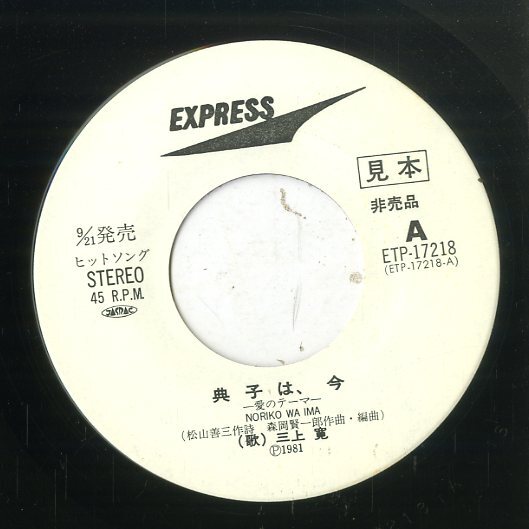 EXPRESS
見本
非売品
A
ETP-17218
(ETP-17218-A)
9/21発売
ヒットソング
STEREO
45 R.P.M.
JASRAC
典子は、今
―愛のテーマ―
NORIKO WA IMA
(松山善三作詩 森岡賢一郎作曲・編曲)
(歌) 三上 寛
Ⓟ1981